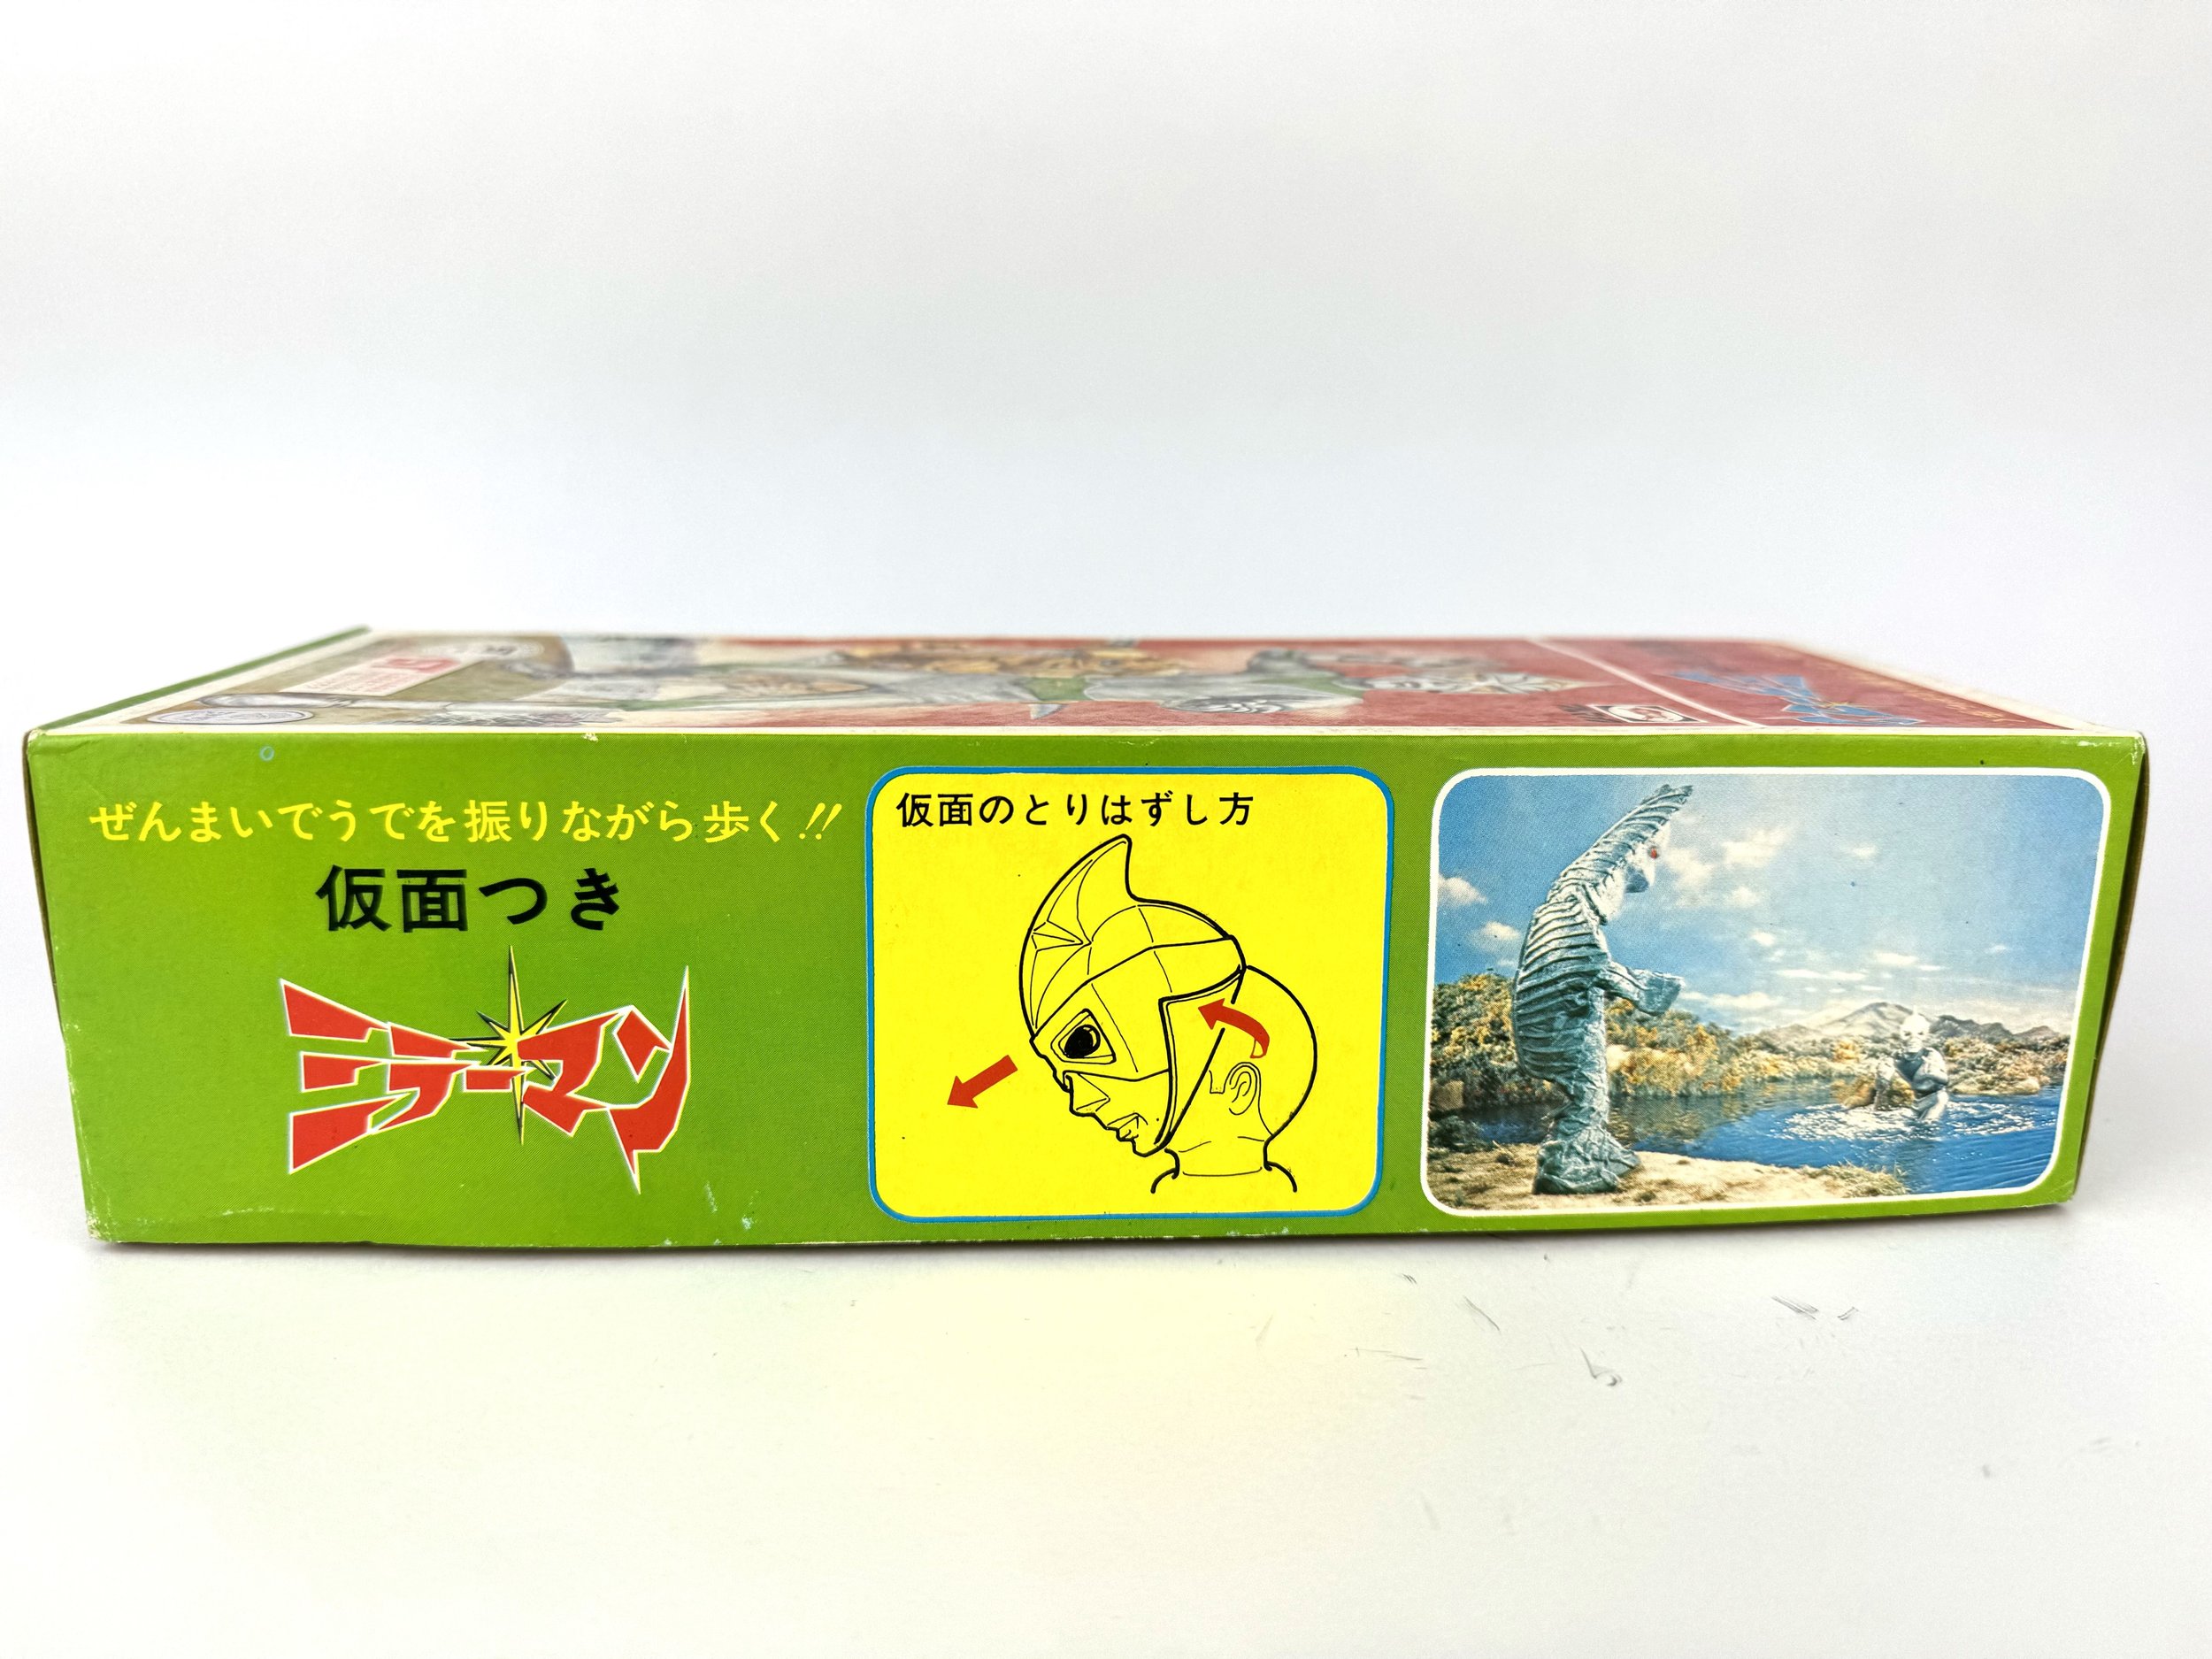 ぜんまいでうでを振りながら歩く!!
仮面つき
ミラーマン
仮面のとりはずし方